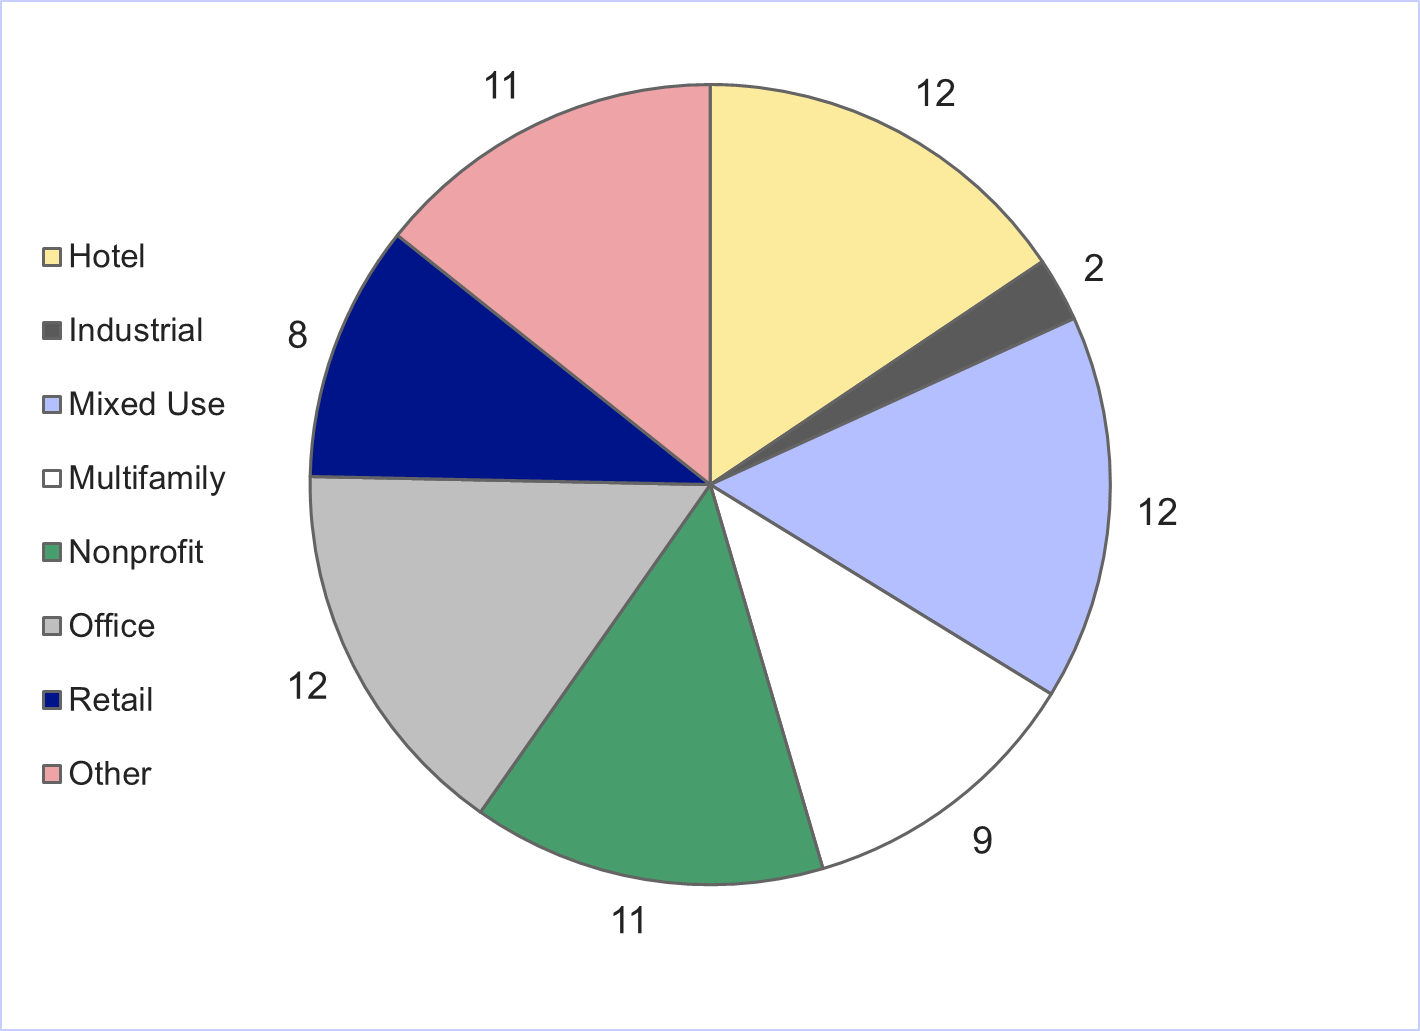 Hotel
Industrial
Mixed Use
Multifamily
Nonprofit
Office
Retail
Other
12
2
12
9
11
12
8
11